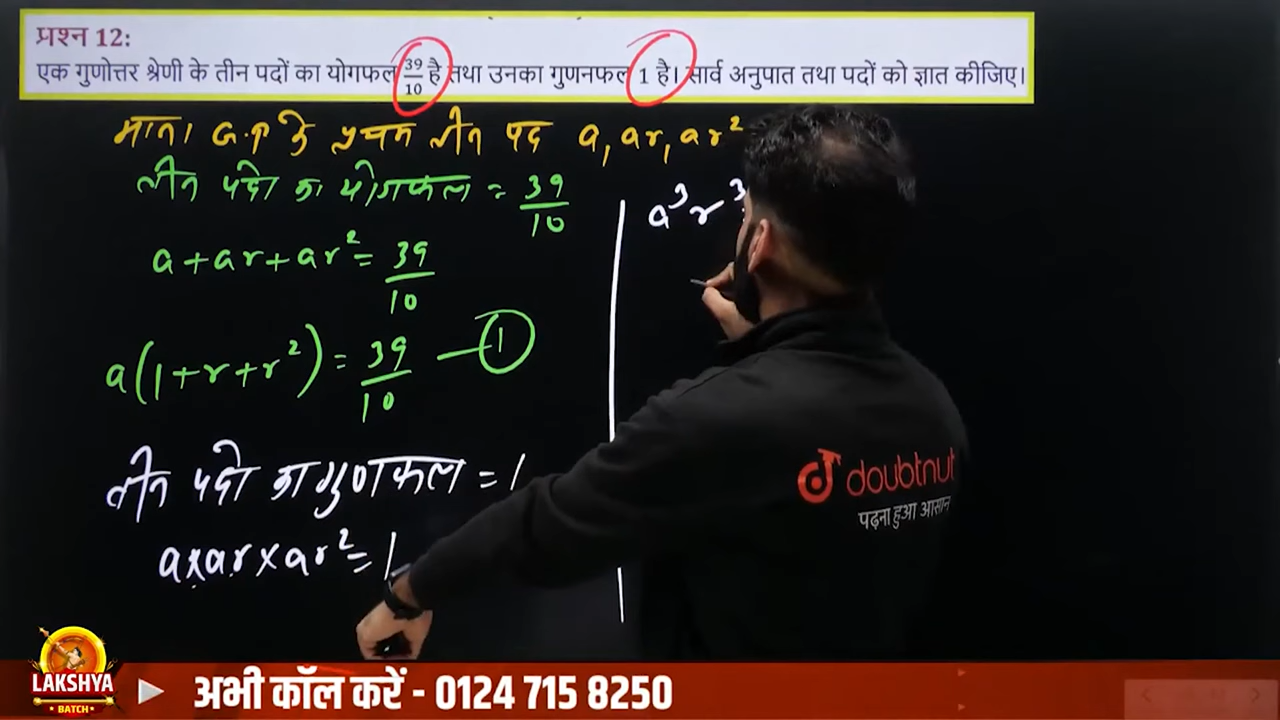 प्रश्न 12:
एक गुणोत्तर श्रेणी के तीन पदों का योगफल 39/10 है तथा उनका गुणनफल 1 है। सार्व अनुपात तथा पदों को ज्ञात कीजिए।
माना G.P के प्रथम तीन पद a, ar, ar²
तीन पदो का योगफल = 39/10
a + ar + ar² = 39/10
a(1+r+r²) = 39/10 — 1
तीन पदो का गुणाफल = 1
a × ar × ar² = 1
a³r³
doubtnut
पढ़ना हुआ आसान
LAKSHYA
BATCH
अभी कॉल करें - 0124 715 8250